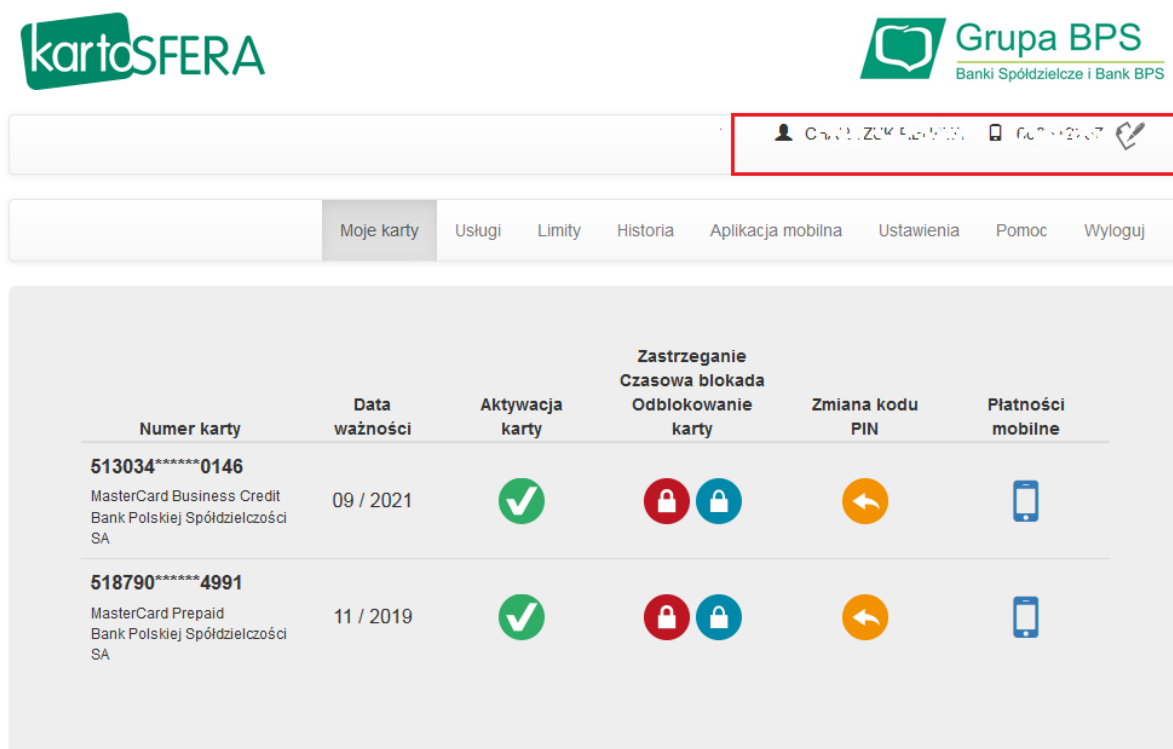 kartoSFERA
Grupa BPS
Banki Spółdzielcze i Bank BPS
Moje karty Usługi Limity Historia Aplikacja mobilna Ustawienia Pomoc Wyloguj
Zastrzeganie
Czasowa blokada
Data Aktywacja Odblokowanie Zmiana kodu Płatności
Numer karty ważności karty karty PIN mobilne
513034******0146
MasterCard Business Credit 09 / 2021
Bank Polskiej Spółdzielczości
SA
518790******4991
MasterCard Prepaid 11 / 2019
Bank Polskiej Spółdzielczości
SA